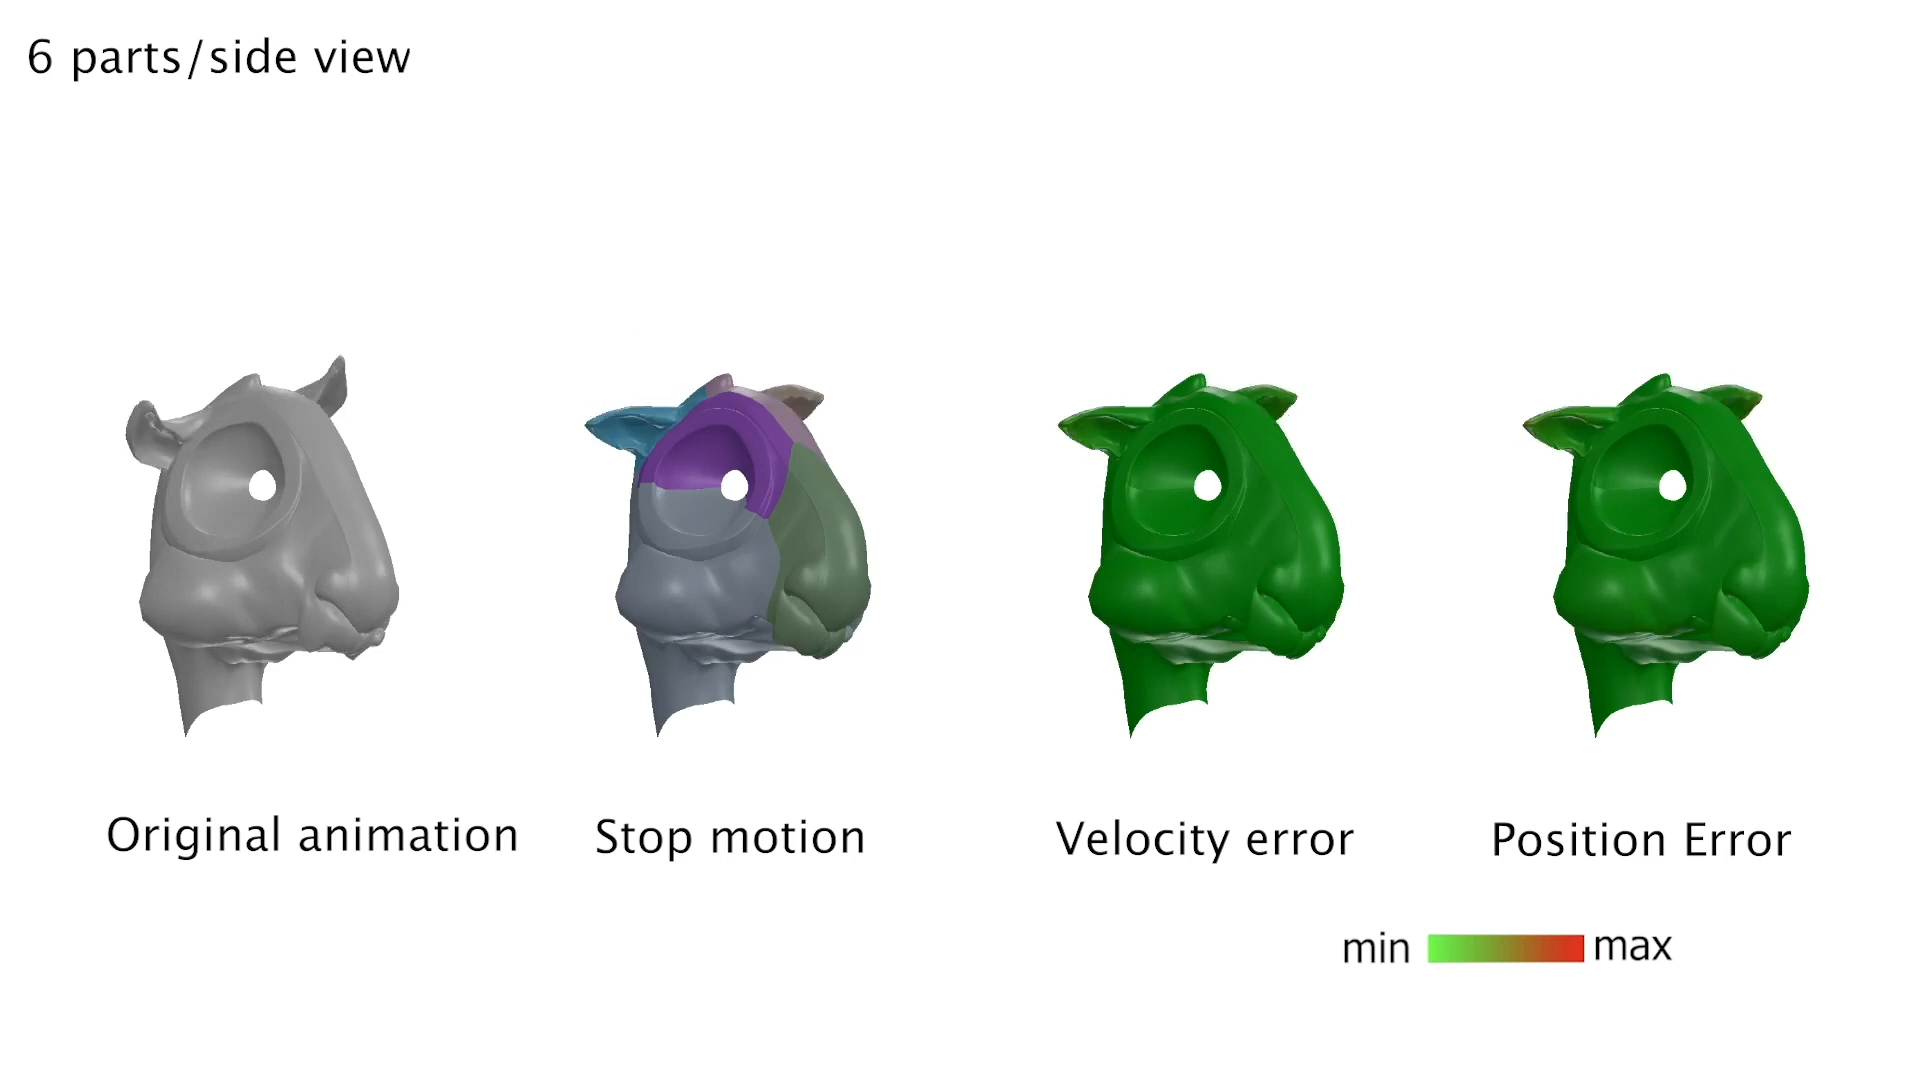 6 parts/side view
Original animation
Stop motion
Velocity error
Position Error
min
max